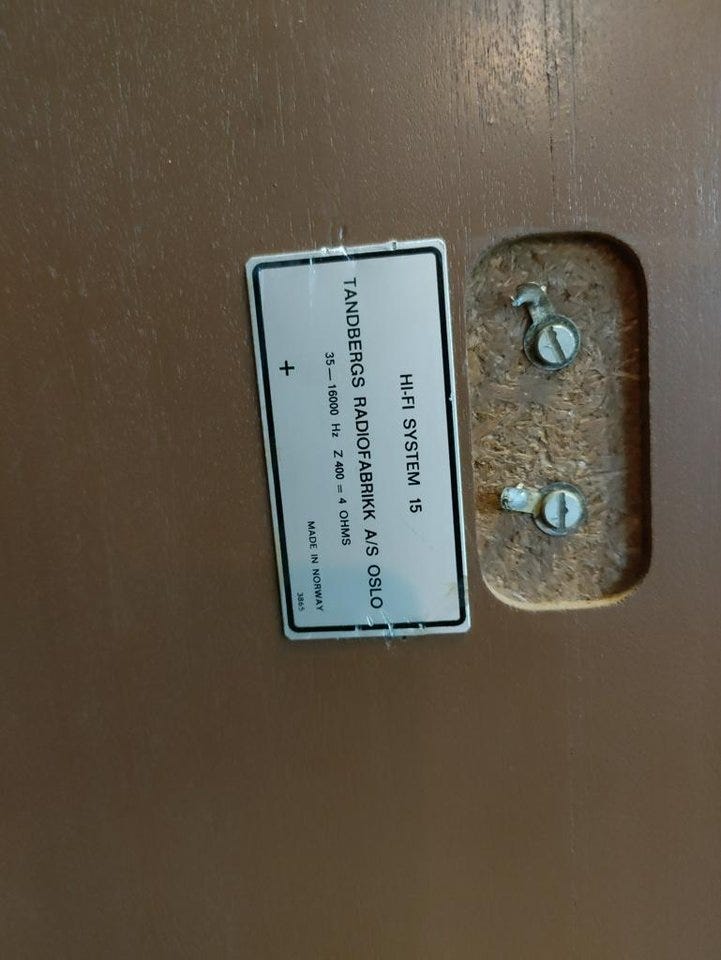 HI-FI SYSTEM 15
TANDBERGS RADIOFABRIKK A/S OSLO
35 — 16000 Hz Z 400 = 4 OHMS
MADE IN NORWAY
+
3865